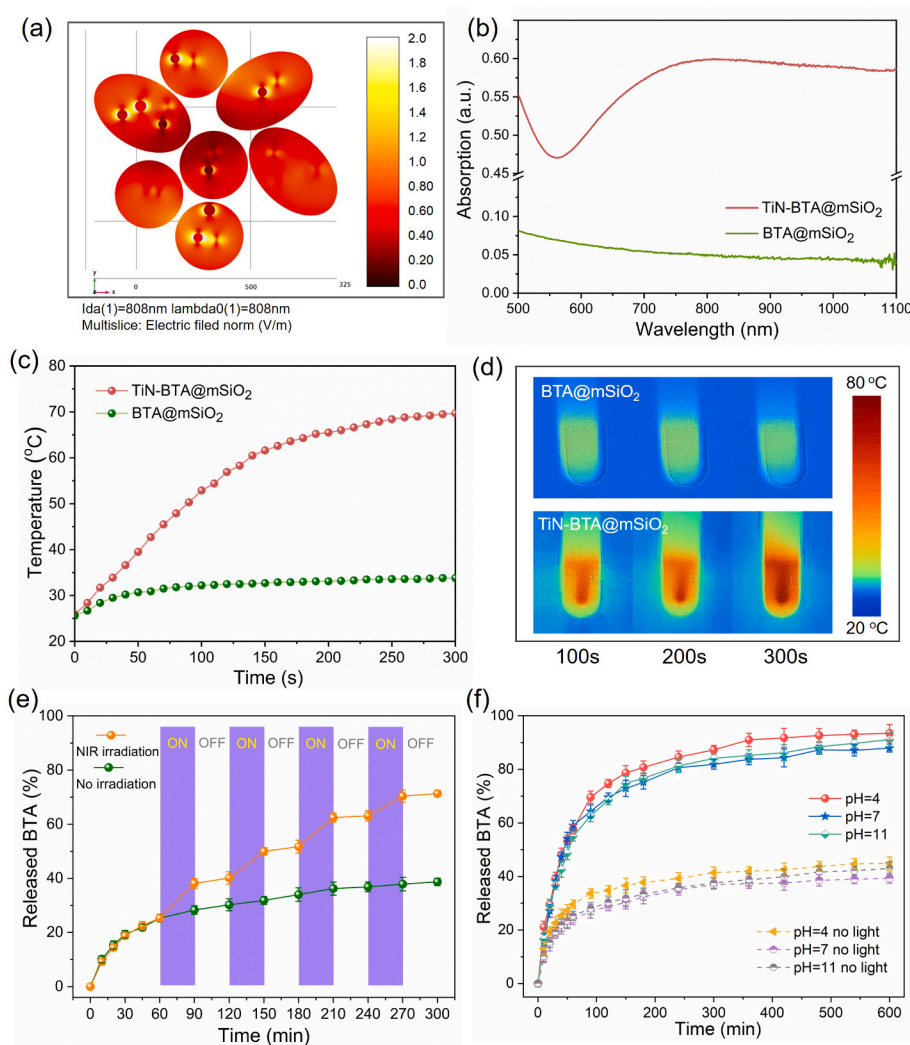 (a)
2.0
1.8
1.6
1.4
1.2
1.0
0.80
0.60
0.40
0.20
0.0
y
x
0
500
325
lda(1)=808nm lambda0(1)=808nm
Multislice: Electric filed norm (V/m)
(b)
Absorption (a.u.)
0.60
0.50
0.45
0.10
0.05
0.00
TiN-BTA@mSiO₂
BTA@mSiO₂
500 600 700 800 900 1000 1100
Wavelength (nm)
(c)
Temperature (°C)
80
70
60
50
40
30
20
TiN-BTA@mSiO₂
BTA@mSiO₂
0 50 100 150 200 250 300
Time (s)
(d)
BTA@mSiO₂
TiN-BTA@mSiO₂
80 °C
20 °C
100s 200s 300s
(e)
Released BTA (%)
100
80
60
40
20
0
NIR irradiation
No irradiation
ON OFF ON OFF ON OFF ON OFF
0 30 60 90 120 150 180 210 240 270 300
Time (min)
(f)
Released BTA (%)
100
80
60
40
20
0
pH=4
pH=7
pH=11
pH=4 no light
pH=7 no light
pH=11 no light
0 100 200 300 400 500 600
Time (min)